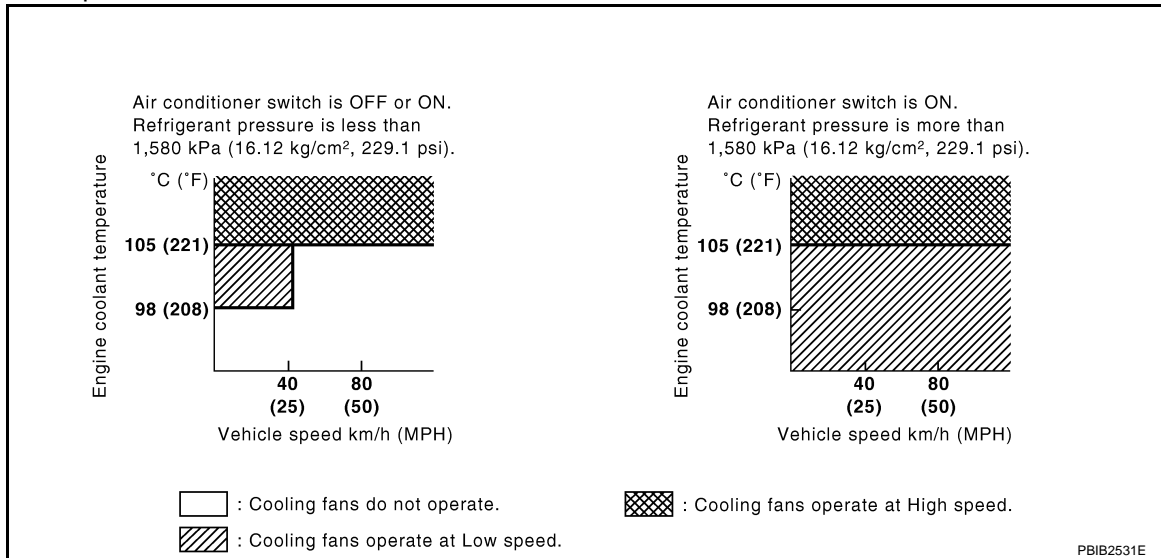 Air conditioner switch is OFF or ON.
Refrigerant pressure is less than
1,580 kPa (16.12 kg/cm², 229.1 psi).
˚C (˚F)
105 (221)
98 (208)
Engine coolant temperature
40
(25)
80
(50)
Vehicle speed km/h (MPH)
Air conditioner switch is ON.
Refrigerant pressure is more than
1,580 kPa (16.12 kg/cm², 229.1 psi).
˚C (˚F)
105 (221)
98 (208)
Engine coolant temperature
40
(25)
80
(50)
Vehicle speed km/h (MPH)
: Cooling fans do not operate.
: Cooling fans operate at High speed.
: Cooling fans operate at Low speed.
PBIB2531E